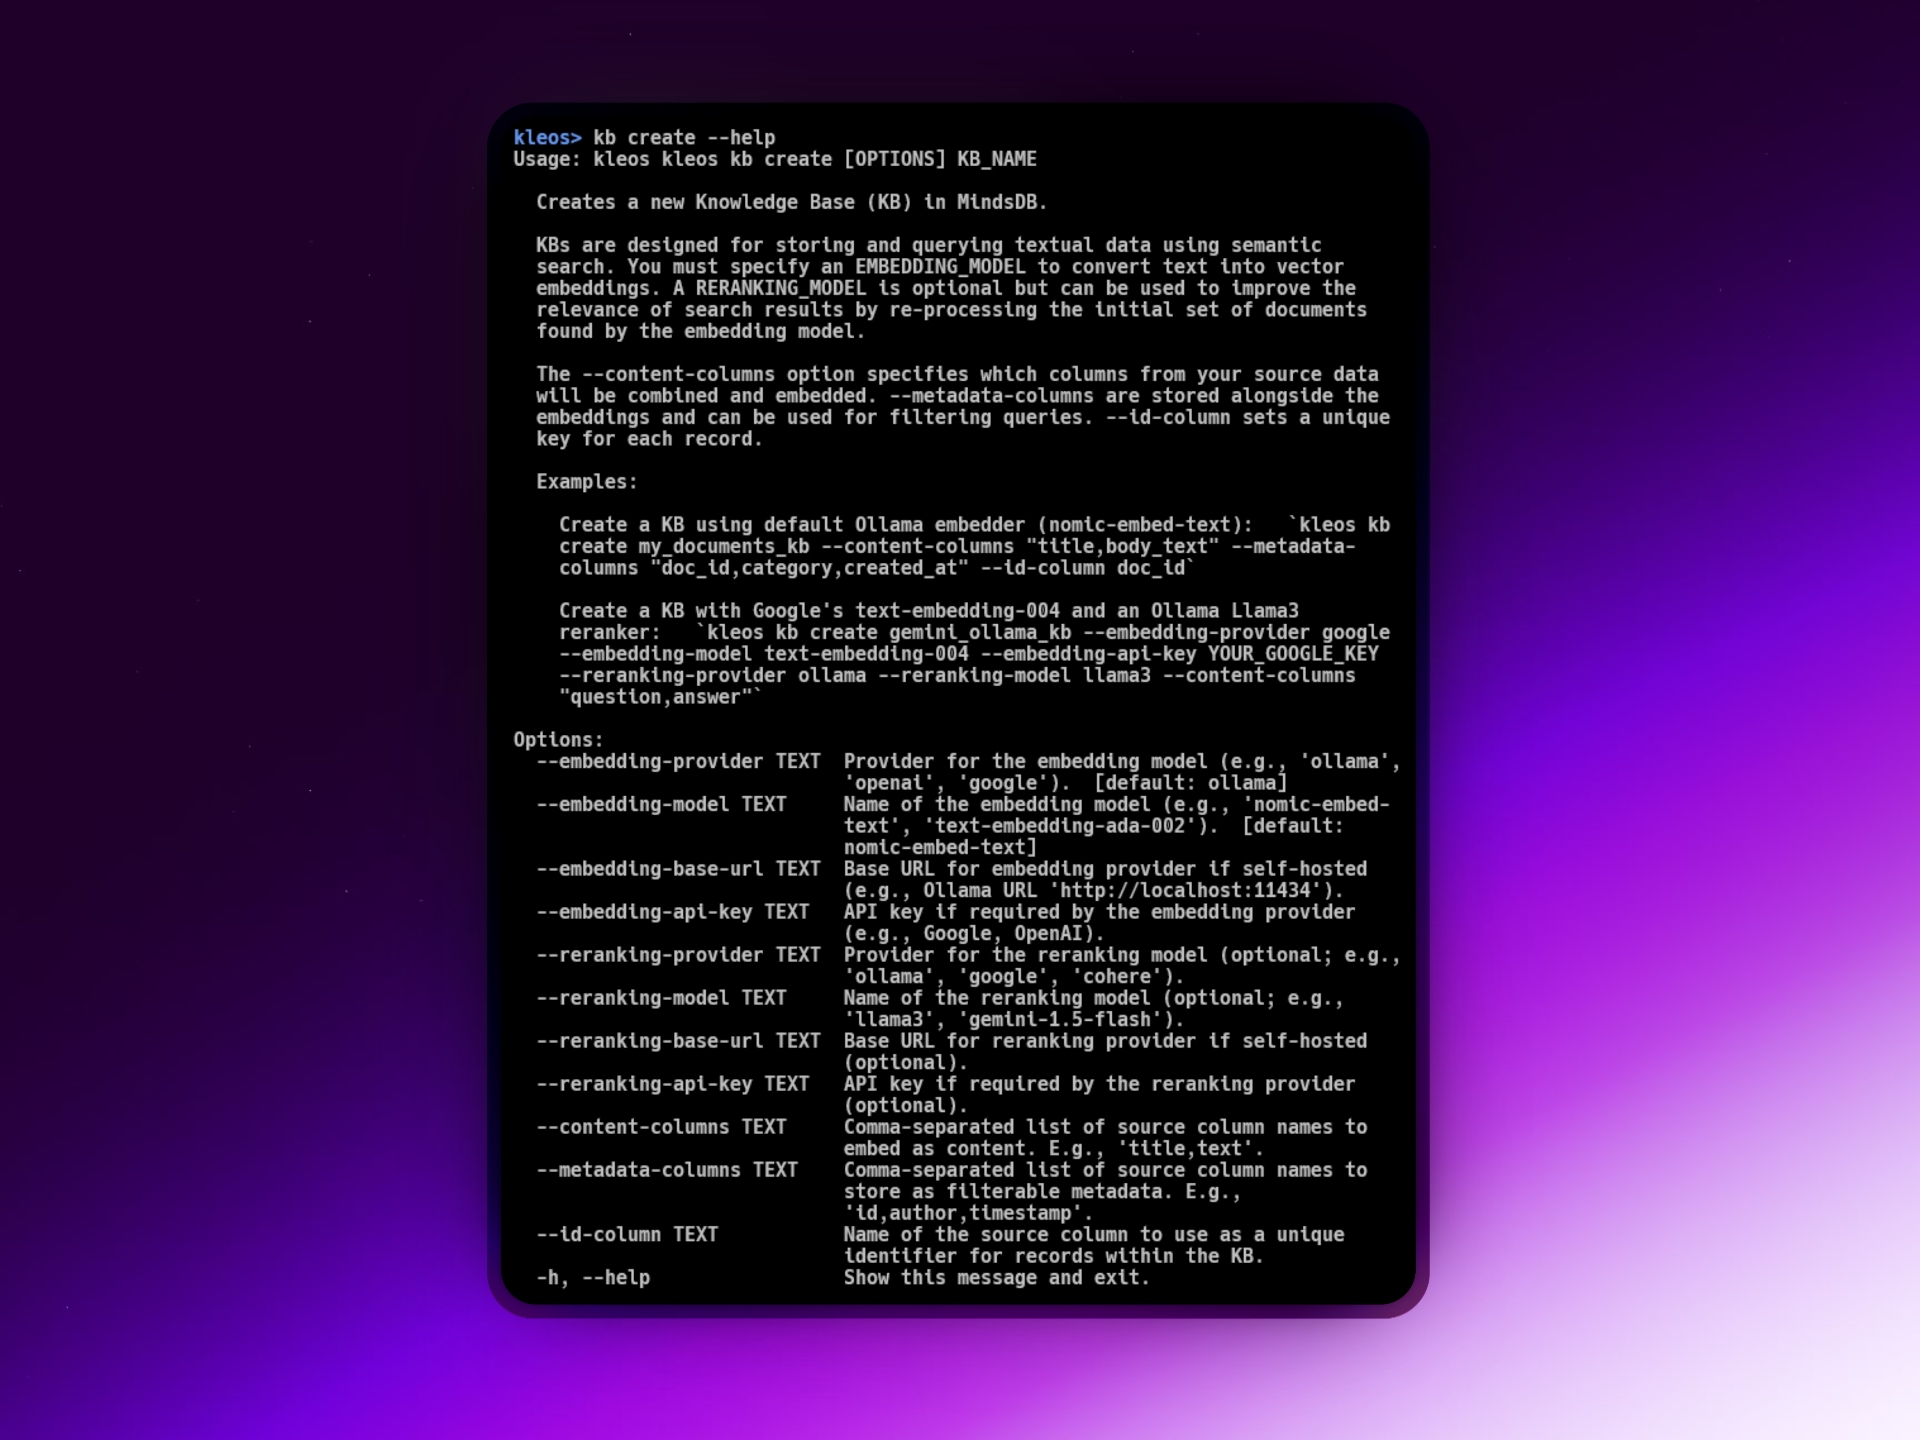 kleos> kb create --help
Usage: kleos kleos kb create [OPTIONS] KB_NAME
Creates a new Knowledge Base (KB) in MindsDB.
KBs are designed for storing and querying textual data using semantic
search. You must specify an EMBEDDING_MODEL to convert text into vector
embeddings. A RERANKING_MODEL is optional but can be used to improve the
relevance of search results by re-processing the initial set of documents
found by the embedding model.
The --content-columns option specifies which columns from your source data
will be combined and embedded. --metadata-columns are stored alongside the
embeddings and can be used for filtering queries. --id-column sets a unique
key for each record.
Examples:
Create a KB using default Ollama embedder (nomic-embed-text):   `kleos kb
create my_documents_kb --content-columns "title,body_text" --metadata-
columns "doc_id,category,created_at" --id-column doc_id`
Create a KB with Google's text-embedding-004 and an Ollama Llama3
reranker:   `kleos kb create gemini_ollama_kb --embedding-provider google
--embedding-model text-embedding-004 --embedding-api-key YOUR_GOOGLE_KEY
--reranking-provider ollama --reranking-model llama3 --content-columns
"question,answer"`
Options:
--embedding-provider TEXT  Provider for the embedding model (e.g., 'ollama',
'openai', 'google').  [default: ollama]
--embedding-model TEXT     Name of the embedding model (e.g., 'nomic-embed-
text', 'text-embedding-ada-002').  [default:
nomic-embed-text]
--embedding-base-url TEXT  Base URL for embedding provider if self-hosted
(e.g., Ollama URL 'http://localhost:11434').
--embedding-api-key TEXT   API key if required by the embedding provider
(e.g., Google, OpenAI).
--reranking-provider TEXT  Provider for the reranking model (optional; e.g.,
'ollama', 'google', 'cohere').
--reranking-model TEXT     Name of the reranking model (optional; e.g.,
'llama3', 'gemini-1.5-flash').
--reranking-base-url TEXT  Base URL for reranking provider if self-hosted
(optional).
--reranking-api-key TEXT   API key if required by the reranking provider
(optional).
--content-columns TEXT     Comma-separated list of source column names to
embed as content. E.g., 'title,text'.
--metadata-columns TEXT    Comma-separated list of source column names to
store as filterable metadata. E.g.,
'id,author,timestamp'.
--id-column TEXT           Name of the source column to use as a unique
identifier for records within the KB.
-h, --help                 Show this message and exit.